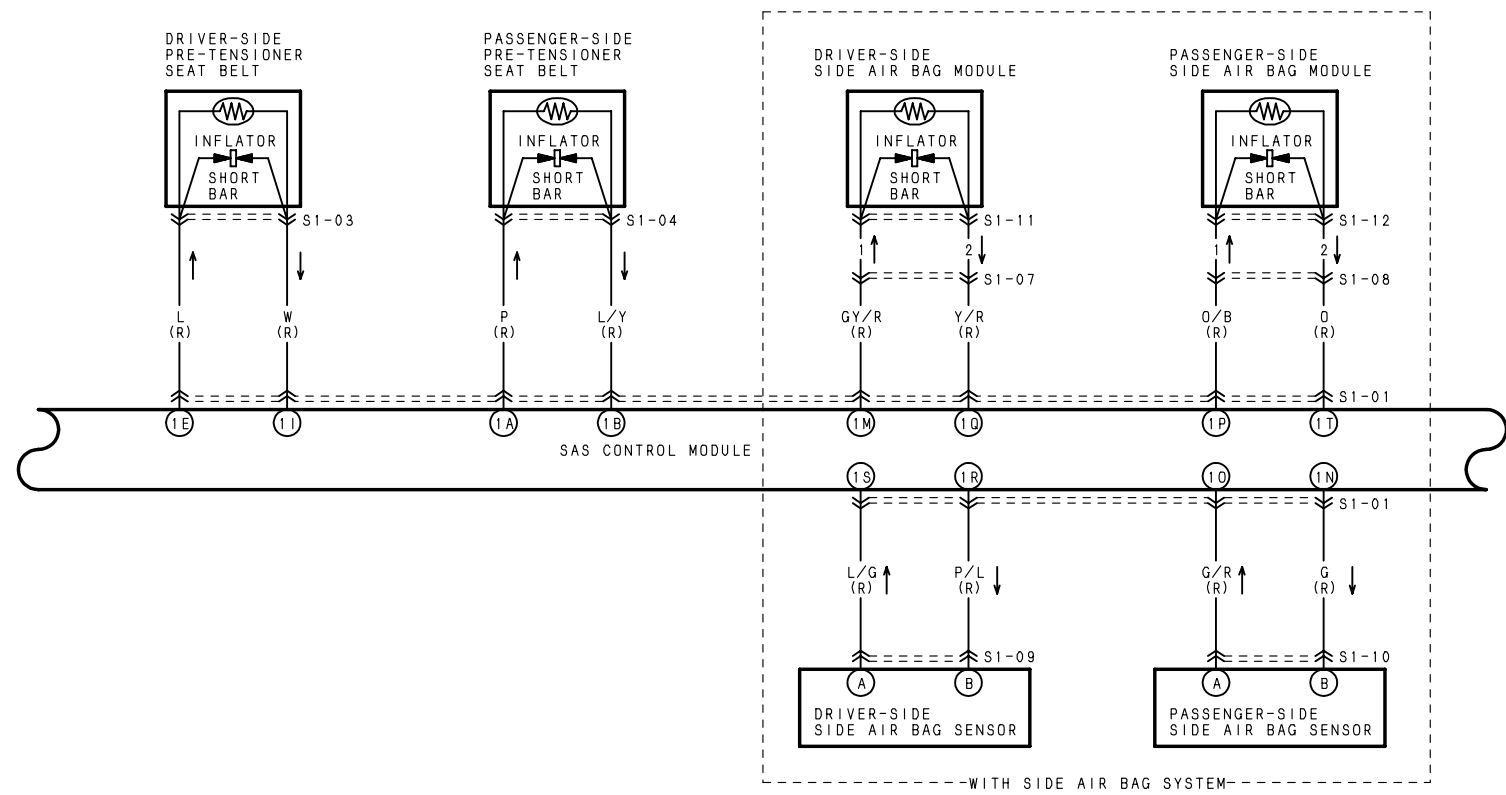 DRIVER-SIDE
PRE-TENSIONER
SEAT BELT
PASSENGER-SIDE
PRE-TENSIONER
SEAT BELT
DRIVER-SIDE
SIDE AIR BAG MODULE
PASSENGER-SIDE
SIDE AIR BAG MODULE
INFLATOR
SHORT
BAR
INFLATOR
SHORT
BAR
INFLATOR
SHORT
BAR
INFLATOR
SHORT
BAR
S1-03
S1-04
S1-11
S1-12
1
2
1
2
S1-07
S1-08
L
(R)
W
(R)
P
(R)
L/Y
(R)
GY/R
(R)
Y/R
(R)
O/B
(R)
O
(R)
S1-01
1E
1I
1A
1B
1M
1Q
1P
1T
SAS CONTROL MODULE
1S
1R
1O
1N
S1-01
L/G
(R)
P/L
(R)
G/R
(R)
G
(R)
S1-09
S1-10
A
B
A
B
DRIVER-SIDE
SIDE AIR BAG SENSOR
PASSENGER-SIDE
SIDE AIR BAG SENSOR
WITH SIDE AIR BAG SYSTEM